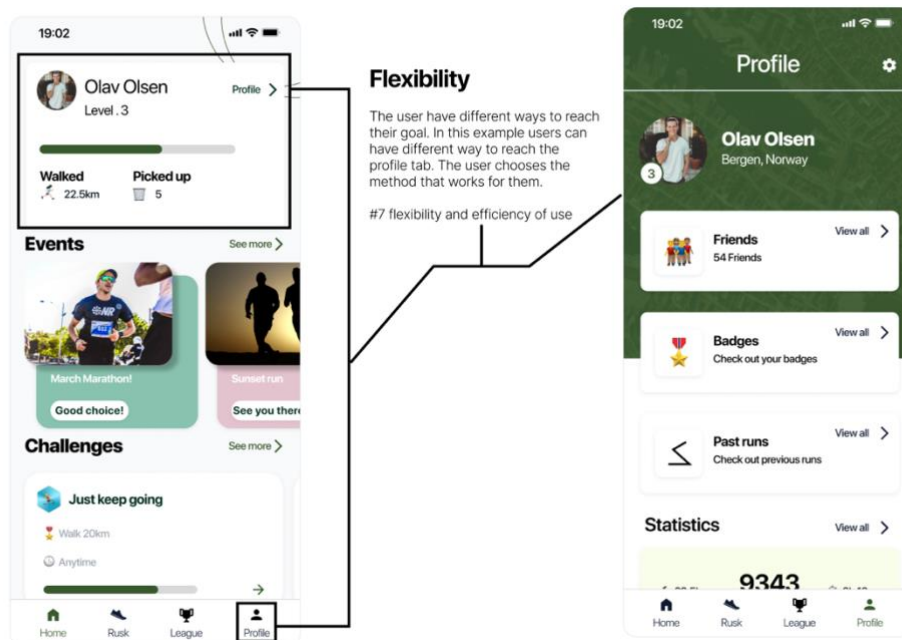 19:02
Olav Olsen
Level . 3
Profile
Walked
Picked up
22.5km
5
Events
See more
March Marathon!
Good choice!
Sunset run
See you there
Challenges
See more
Just keep going
Walk 20km
Anytime
Home
Rusk
League
Profile
Flexibility
The user have different ways to reach
their goal. In this example users can
have different way to reach the
profile tab. The user chooses the
method that works for them.
#7 flexibility and efficiency of use
19:02
Profile
Olav Olsen
Bergen, Norway
3
Friends
54 Friends
View all
Badges
Check out your badges
View all
Past runs
Check out previous runs
View all
Statistics
View all
9343
Home
Rusk
League
Profile